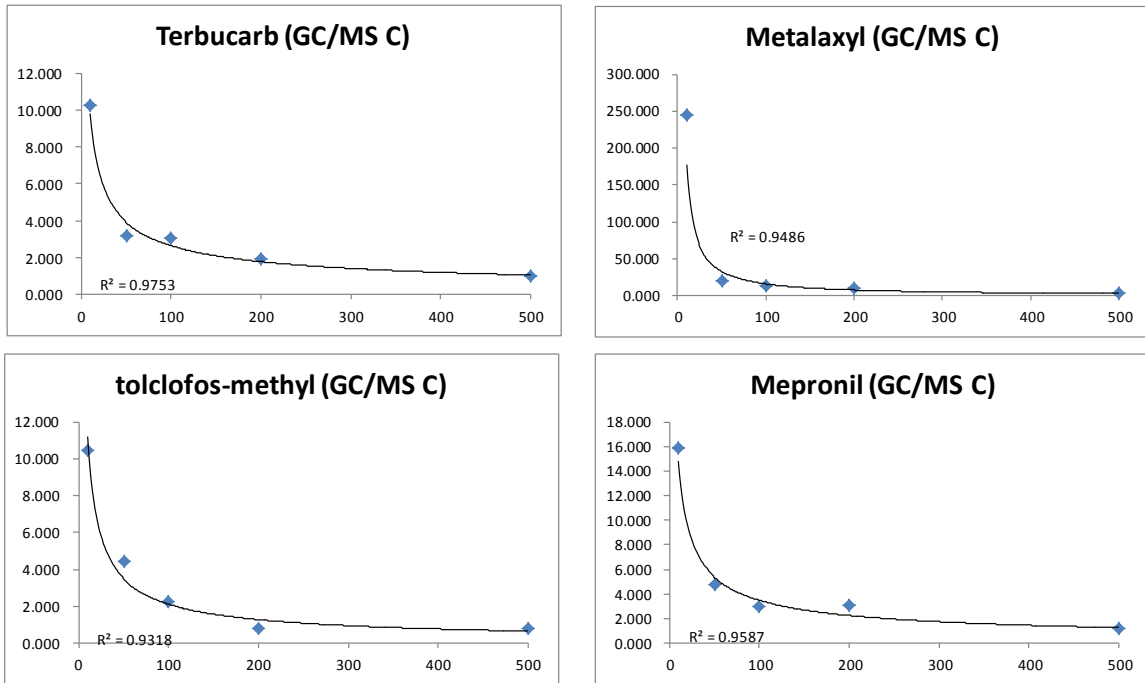 Terbucarb (GC/MS C)
12.000
10.000
8.000
6.000
4.000
2.000
0.000
R² = 0.9753
0 100 200 300 400 500
Metalaxyl (GC/MS C)
300.000
250.000
200.000
150.000
100.000
50.000
0.000
R² = 0.9486
0 100 200 300 400 500
tolclofos-methyl (GC/MS C)
12.000
10.000
8.000
6.000
4.000
2.000
0.000
R² = 0.9318
0 100 200 300 400 500
Mepronil (GC/MS C)
18.000
16.000
14.000
12.000
10.000
8.000
6.000
4.000
2.000
0.000
R² = 0.9587
0 100 200 300 400 500